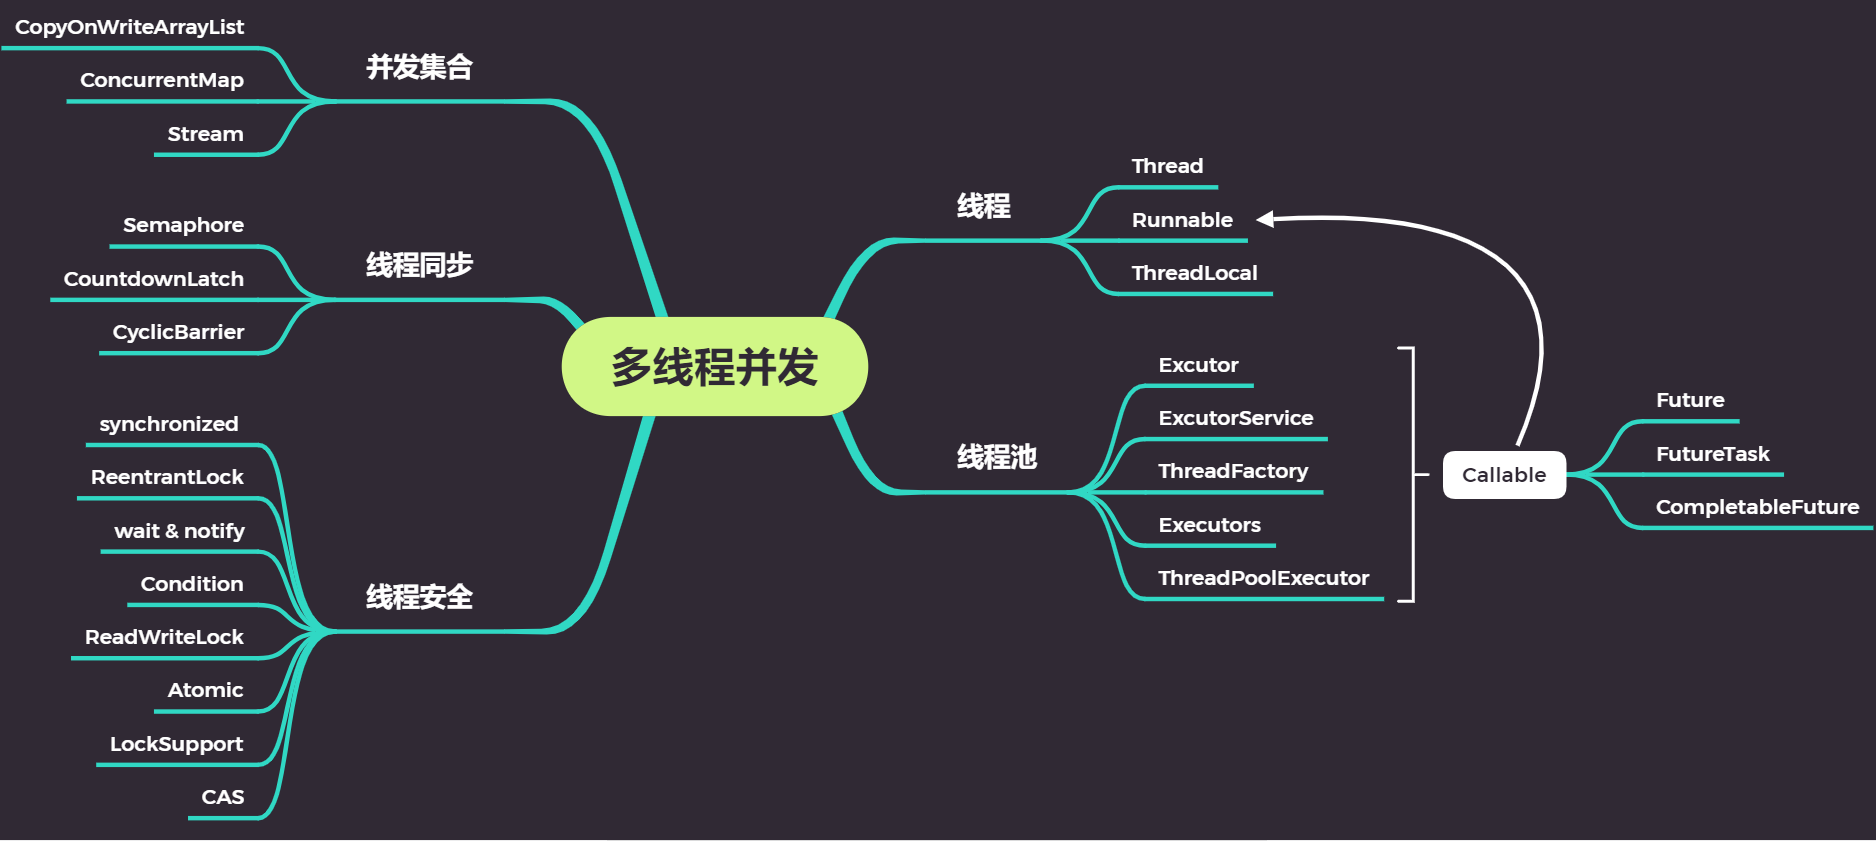 多线程并发
并发集合
CopyOnWriteArrayList
ConcurrentMap
Stream
线程同步
Semaphore
CountdownLatch
CyclicBarrier
线程安全
synchronized
ReentrantLock
wait & notify
Condition
ReadWriteLock
Atomic
LockSupport
CAS
线程
Thread
Runnable
ThreadLocal
线程池
Excutor
ExcutorService
ThreadFactory
Executors
ThreadPoolExecutor
Callable
Future
FutureTask
CompletableFuture